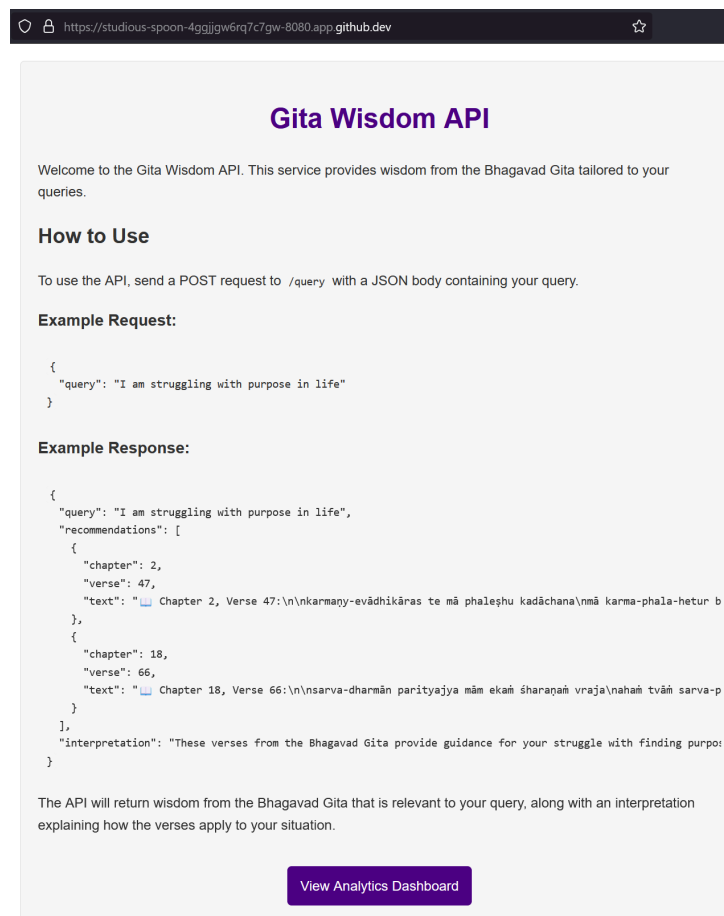 https://studious-spoon-4ggjjgw6rq7c7gw-8080.app.github.dev
Gita Wisdom API
Welcome to the Gita Wisdom API. This service provides wisdom from the Bhagavad Gita tailored to your
queries.
How to Use
To use the API, send a POST request to /query with a JSON body containing your query.
Example Request:
{
"query": "I am struggling with purpose in life"
}
Example Response:
{
"query": "I am struggling with purpose in life",
"recommendations": [
{
"chapter": 2,
"verse": 47,
"text": "📖 Chapter 2, Verse 47:\n\nkarmaṇy-evādhikāras te mā phaleṣhu kadāchana\nmā karma-phala-hetur b
},
{
"chapter": 18,
"verse": 66,
"text": "📖 Chapter 18, Verse 66:\n\nsarva-dharmān parityajya mām ekaṁ śharaṇaṁ vraja\nahaṁ tvāṁ sarva-p
}
],
"interpretation": "These verses from the Bhagavad Gita provide guidance for your struggle with finding purpos
}
The API will return wisdom from the Bhagavad Gita that is relevant to your query, along with an interpretation
explaining how the verses apply to your situation.
View Analytics Dashboard